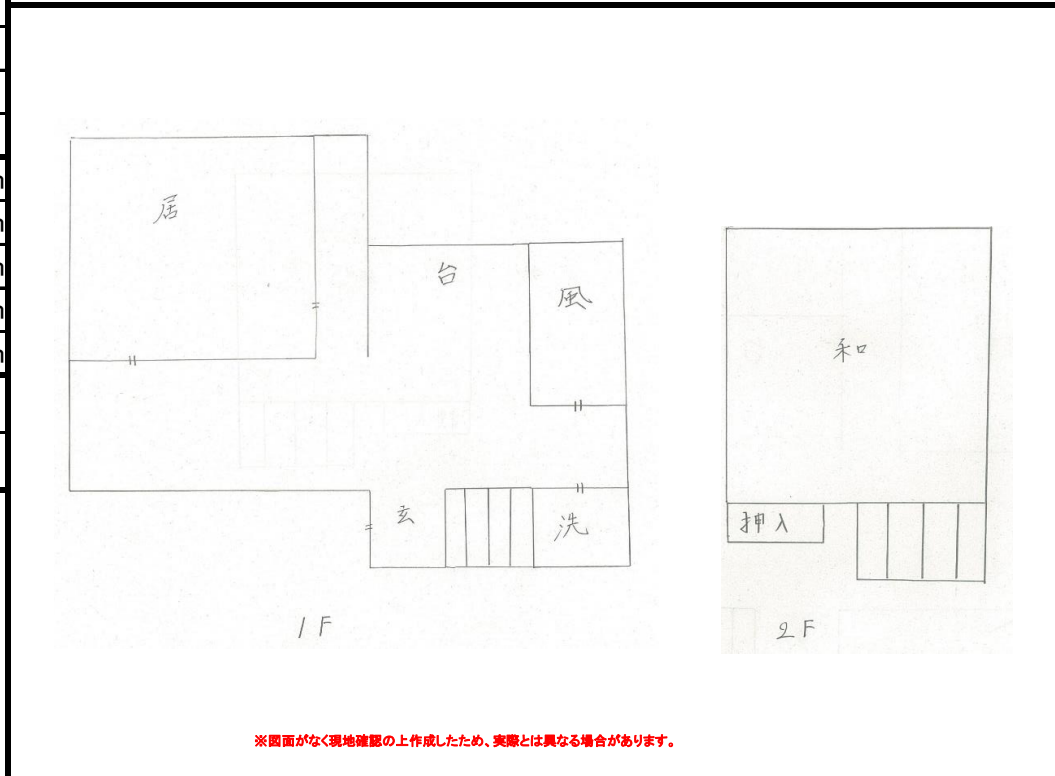 居
台
風
和
玄
洗
押入
1F
2F
※図面がなく現地確認の上作成したため、実際とは異なる場合があります。